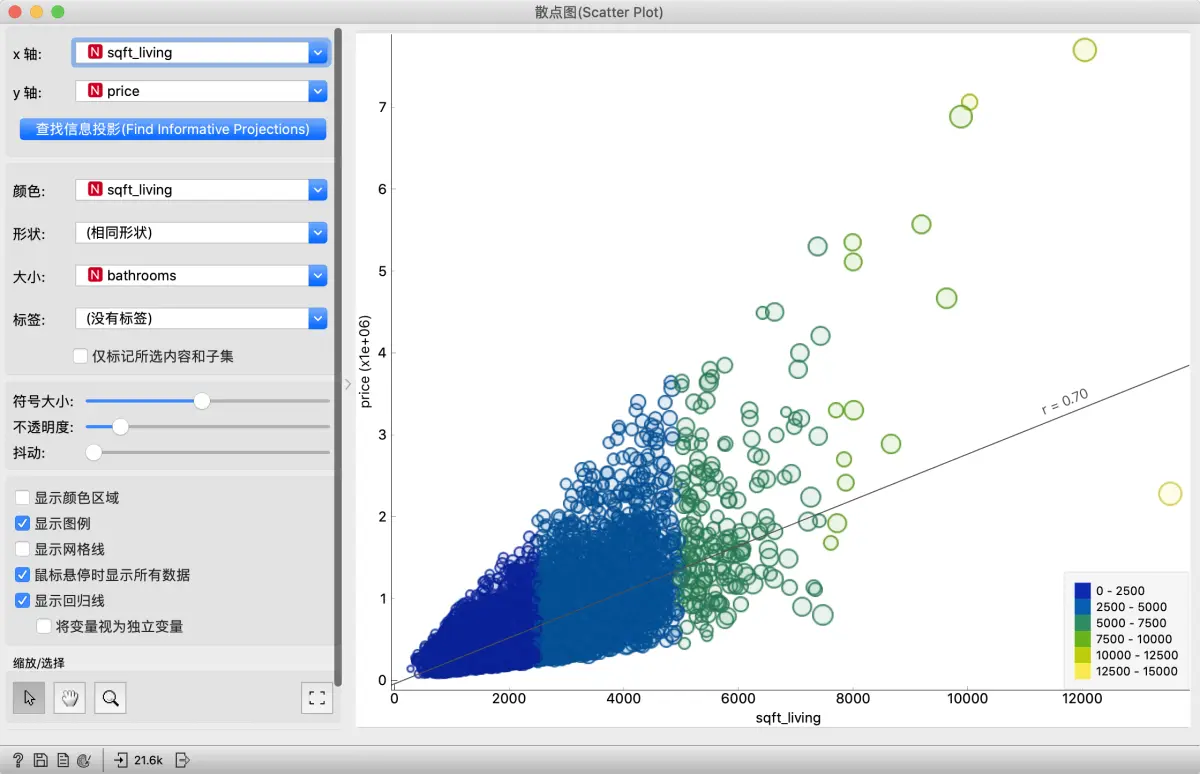 散点图(Scatter Plot)
x 轴: N sqft_living
y 轴: N price
查找信息投影(Find Informative Projections)
颜色: N sqft_living
形状: (相同形状)
大小: N bathrooms
标签: (没有标签)
仅标记所选内容和子集
符号大小:
不透明度:
抖动:
显示颜色区域
显示图例
显示网格线
鼠标悬停时显示所有数据
显示回归线
将变量视为独立变量
缩放/选择
? 21.6k
price (x1e+06)
7
6
5
4
3
2
1
0
r = 0.70
0 2000 4000 6000 8000 10000 12000
sqft_living
0 - 2500
2500 - 5000
5000 - 7500
7500 - 10000
10000 - 12500
12500 - 15000